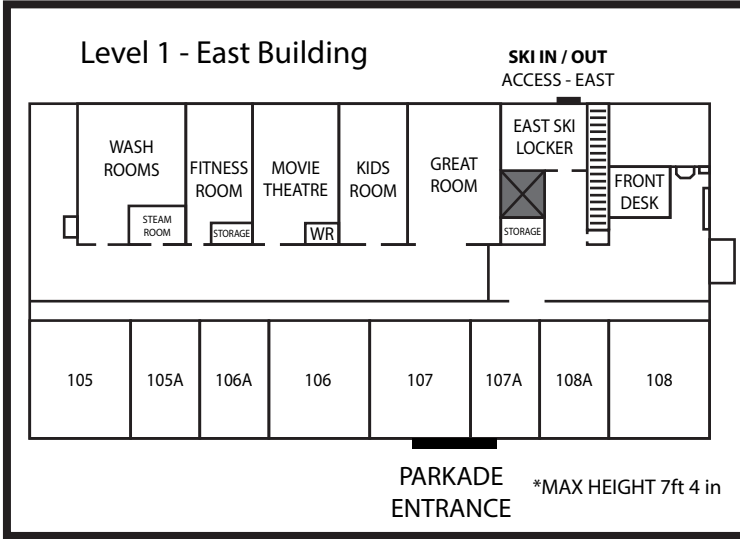 Level 1 - East Building
SKI IN / OUT
ACCESS - EAST
WASH
ROOMS
FITNESS
ROOM
MOVIE
THEATRE
KIDS
ROOM
GREAT
ROOM
EAST SKI
LOCKER
FRONT
DESK
STEAM
ROOM
STORAGE
WR
STORAGE
105
105A
106A
106
107
107A
108A
108
PARKADE
ENTRANCE
*MAX HEIGHT 7ft 4 in